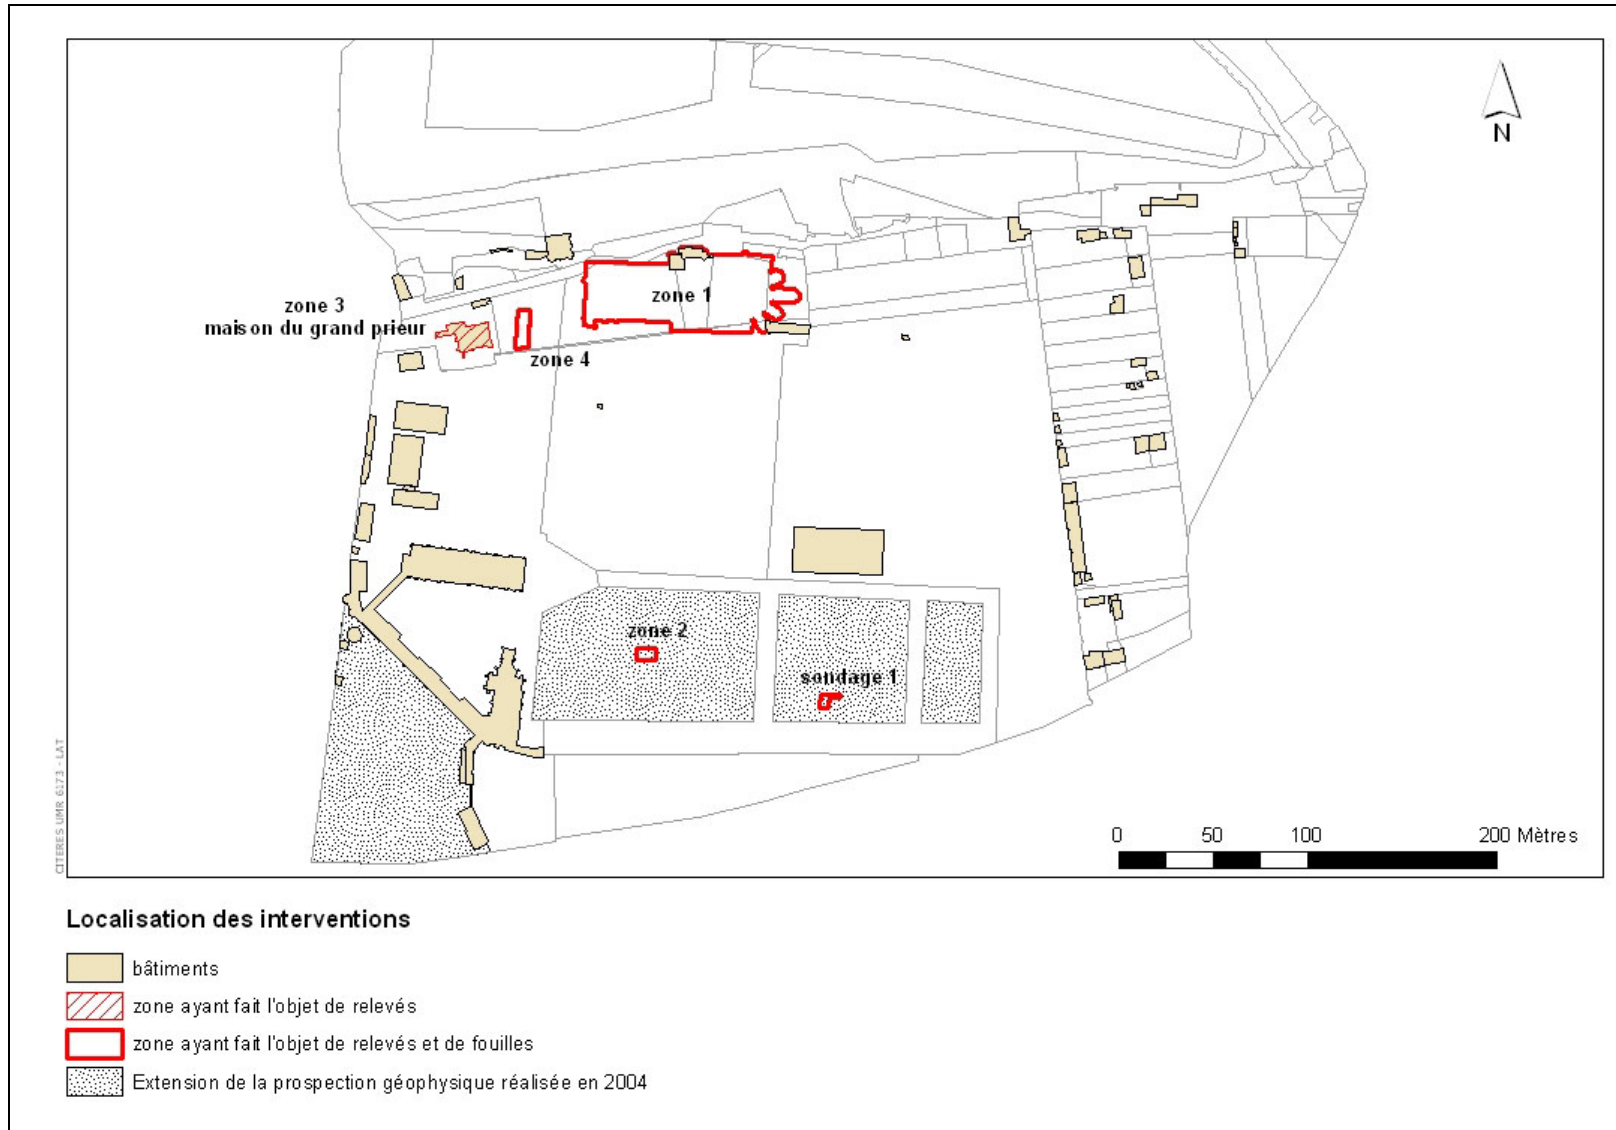 N
zone 1
zone 3
maison du grand prieur
zone 4
zone 2
sondage 1
CITERES UMR 6173 - LAT
0 50 100 200 Mètres
Localisation des interventions
bâtiments
zone ayant fait l'objet de relevés
zone ayant fait l'objet de relevés et de fouilles
Extension de la prospection géophysique réalisée en 2004